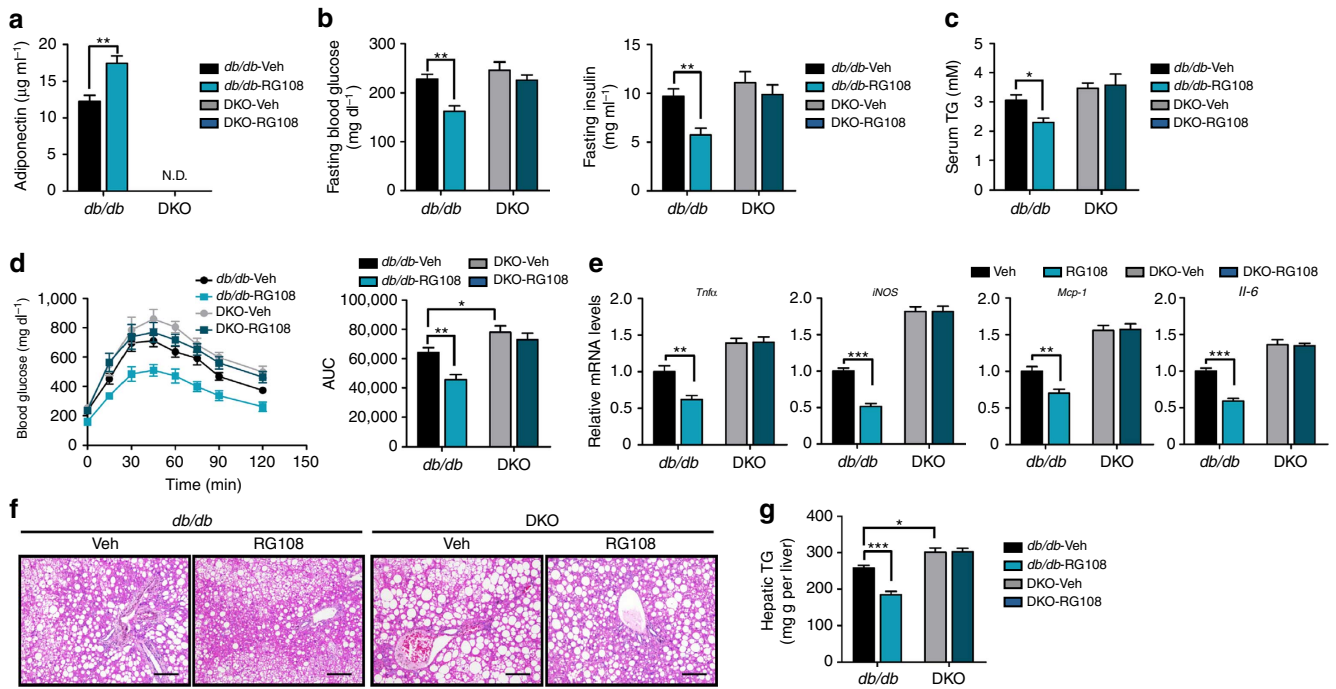 a
Adiponectin (µg ml−1)
20
15
10
5
0
**
N.D.
db/db
DKO
db/db-Veh
db/db-RG108
DKO-Veh
DKO-RG108
b
Fasting blood glucose
(mg dl−1)
300
200
100
0
**
db/db
DKO
Fasting insulin
(mg ml−1)
15
10
5
0
**
db/db
DKO
db/db-Veh
db/db-RG108
DKO-Veh
DKO-RG108
c
Serum TG (mM)
5
4
3
2
1
0
*
db/db
DKO
db/db-Veh
db/db-RG108
DKO-Veh
DKO-RG108
d
Blood glucose (mg dl−1)
1,000
800
600
400
200
0
0 30 60 90 120 150
Time (min)
db/db-Veh
db/db-RG108
DKO-Veh
DKO-RG108
db/db-Veh
DKO-Veh
db/db-RG108
DKO-RG108
AUC
100,000
80,000
60,000
40,000
20,000
0
*
**
db/db
DKO
e
Veh
RG108
DKO-Veh
DKO-RG108
Relative mRNA levels
Tnfα
2.0
1.5
1.0
0.5
0
**
db/db
DKO
iNOS
2.0
1.5
1.0
0.5
0
***
db/db
DKO
Mcp-1
2.0
1.5
1.0
0.5
0
**
db/db
DKO
Il-6
2.0
1.5
1.0
0.5
0
***
db/db
DKO
f
db/db
DKO
Veh
RG108
Veh
RG108
g
Hepatic TG
(mg g per liver)
400
300
200
100
0
*
***
db/db
DKO
db/db-Veh
db/db-RG108
DKO-Veh
DKO-RG108